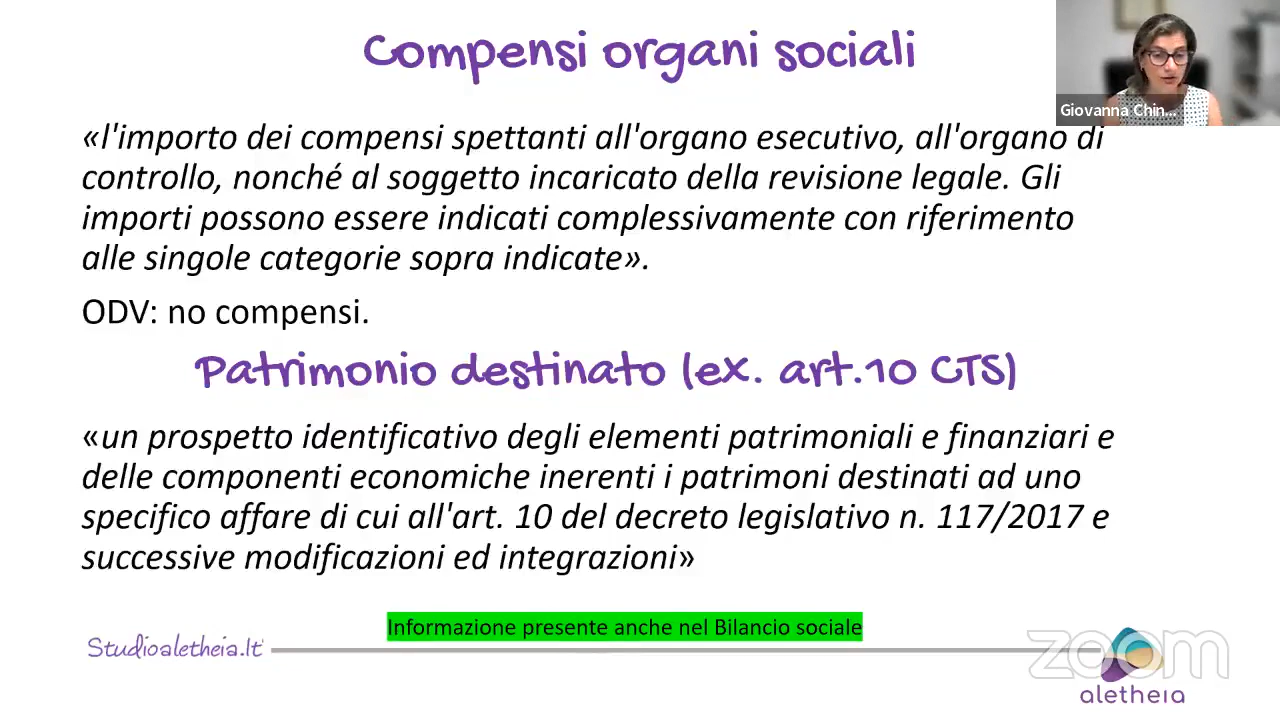 Compensi organi sociali
Giovanna Chin...
«l'importo dei compensi spettanti all'organo esecutivo, all'organo di
controllo, nonché al soggetto incaricato della revisione legale. Gli
importi possono essere indicati complessivamente con riferimento
alle singole categorie sopra indicate».
ODV: no compensi.
Patrimonio destinato (ex. art.10 CTS)
«un prospetto identificativo degli elementi patrimoniali e finanziari e
delle componenti economiche inerenti i patrimoni destinati ad uno
specifico affare di cui all'art. 10 del decreto legislativo n. 117/2017 e
successive modificazioni ed integrazioni»
Informazione presente anche nel Bilancio sociale
Studioaletheia.It
zoom
aletheia